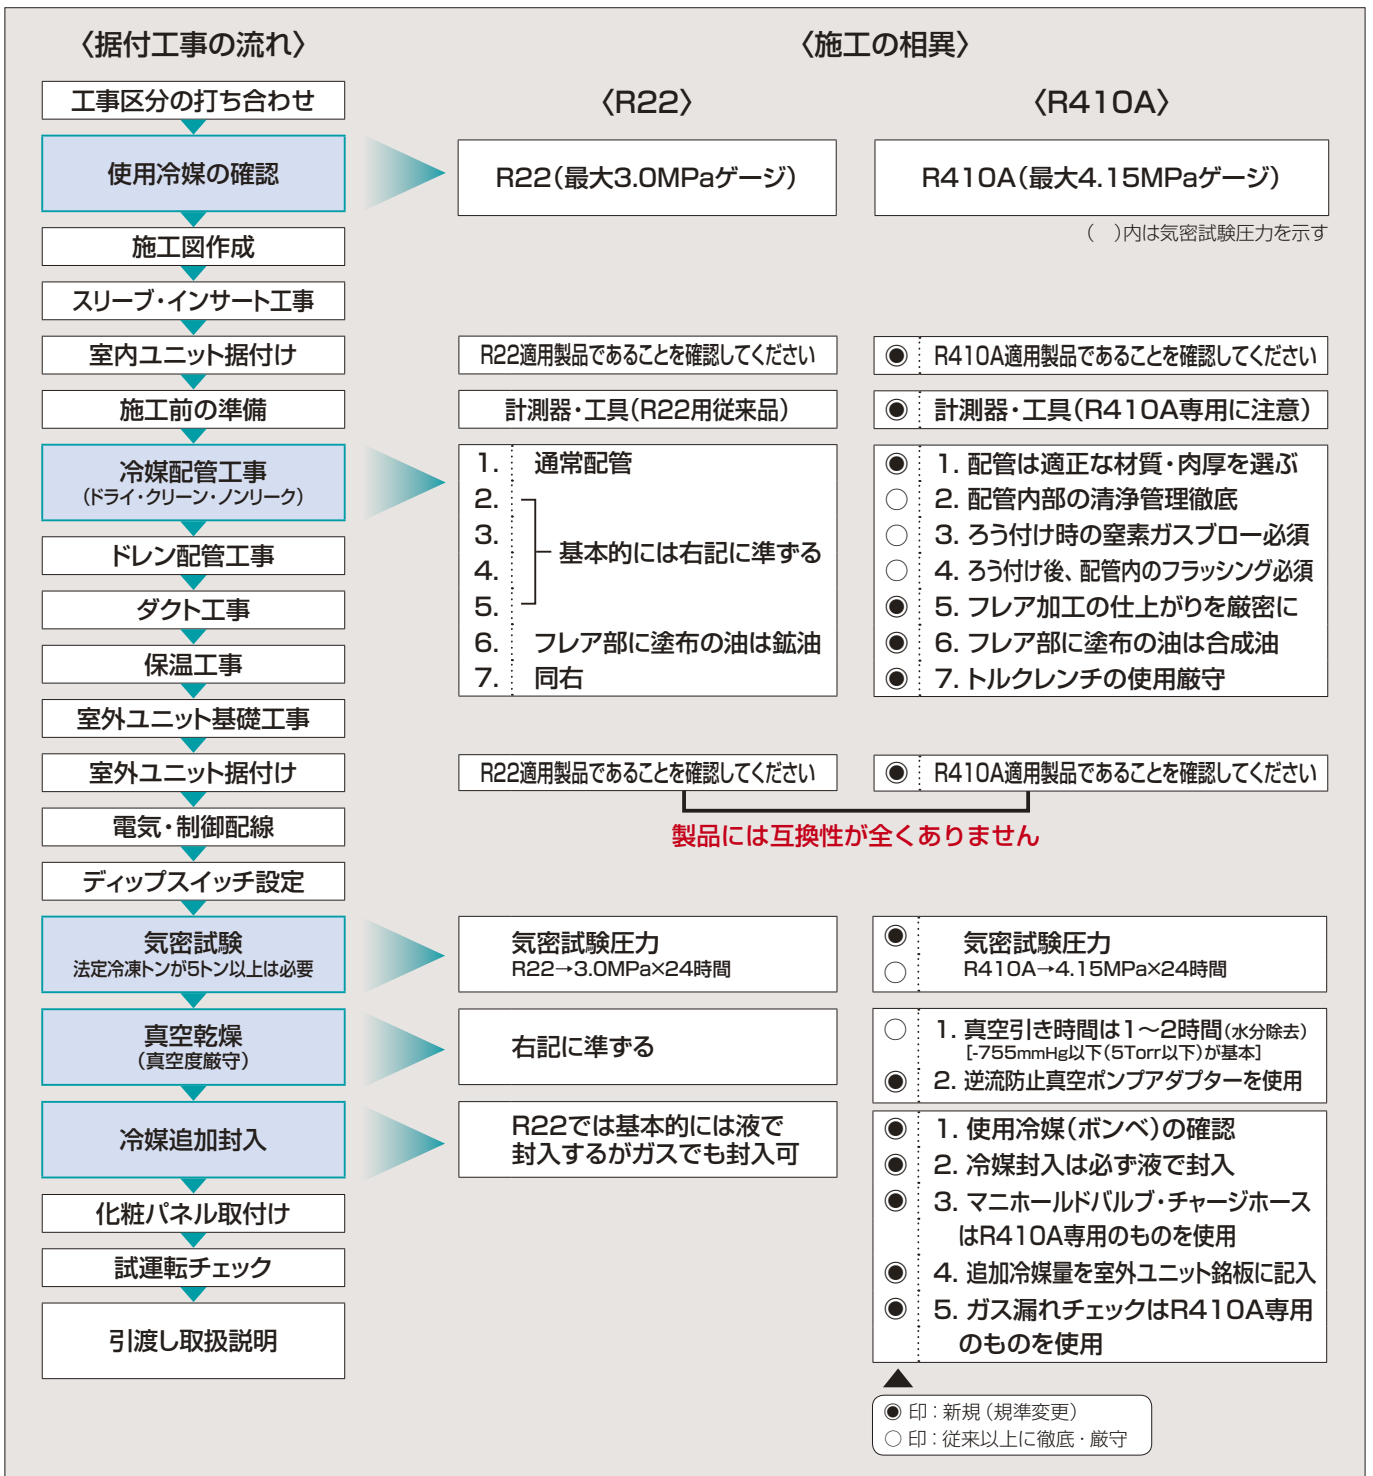 〈据付工事の流れ〉
〈施工の相異〉
工事区分の打ち合わせ
〈R22〉
〈R410A〉
使用冷媒の確認
R22(最大3.0MPaゲージ)
R410A(最大4.15MPaゲージ)
(　)内は気密試験圧力を示す
施工図作成
スリーブ・インサート工事
室内ユニット据付け
R22適用製品であることを確認してください
◉ R410A適用製品であることを確認してください
施工前の準備
計測器・工具(R22用従来品)
◉ 計測器・工具(R410A専用に注意)
冷媒配管工事
(ドライ・クリーン・ノンリーク)
1. 通常配管
2.
3.
4.
5.
基本的には右記に準ずる
6. フレア部に塗布の油は鉱油
7. 同右
◉ 1. 配管は適正な材質・肉厚を選ぶ
○ 2. 配管内部の清浄管理徹底
○ 3. ろう付け時の窒素ガスブロー必須
○ 4. ろう付け後、配管内のフラッシング必須
◉ 5. フレア加工の仕上がりを厳密に
◉ 6. フレア部に塗布の油は合成油
◉ 7. トルクレンチの使用厳守
ドレン配管工事
ダクト工事
保温工事
室外ユニット基礎工事
室外ユニット据付け
R22適用製品であることを確認してください
◉ R410A適用製品であることを確認してください
製品には互換性が全くありません
電気・制御配線
ディップスイッチ設定
気密試験
法定冷凍トンが5トン以上は必要
気密試験圧力
R22→3.0MPa×24時間
◉ 気密試験圧力
○ R410A→4.15MPa×24時間
真空乾燥
(真空度厳守)
右記に準ずる
○ 1. 真空引き時間は1〜2時間(水分除去)
[-755mmHg以下(5Torr以下)が基本]
◉ 2. 逆流防止真空ポンプアダプターを使用
冷媒追加封入
R22では基本的には液で
封入するがガスでも封入可
◉ 1. 使用冷媒(ボンベ)の確認
◉ 2. 冷媒封入は必ず液で封入
◉ 3. マニホールドバルブ・チャージホース
はR410A専用のものを使用
◉ 4. 追加冷媒量を室外ユニット銘板に記入
◉ 5. ガス漏れチェックはR410A専用
のものを使用
化粧パネル取付け
試運転チェック
引渡し取扱説明
◉ 印：新規（規準変更）
○ 印：従来以上に徹底・厳守